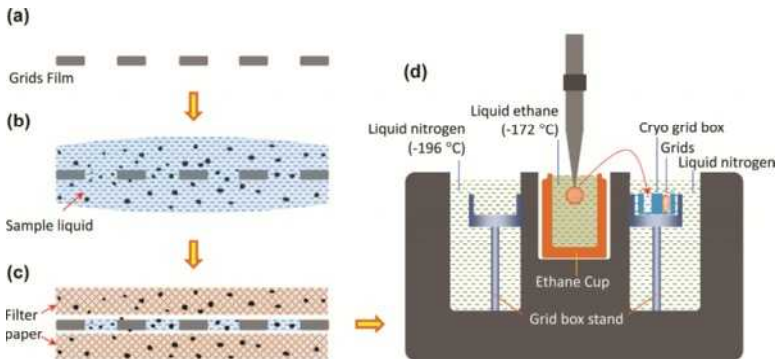 (a)
Grids Film
(b)
Sample liquid
(c)
Filter
paper
(d)
Liquid ethane
(-172 °C)
Liquid nitrogen
(-196 °C)
Cryo grid box
Grids
Liquid nitrogen
Ethane Cup
Grid box stand